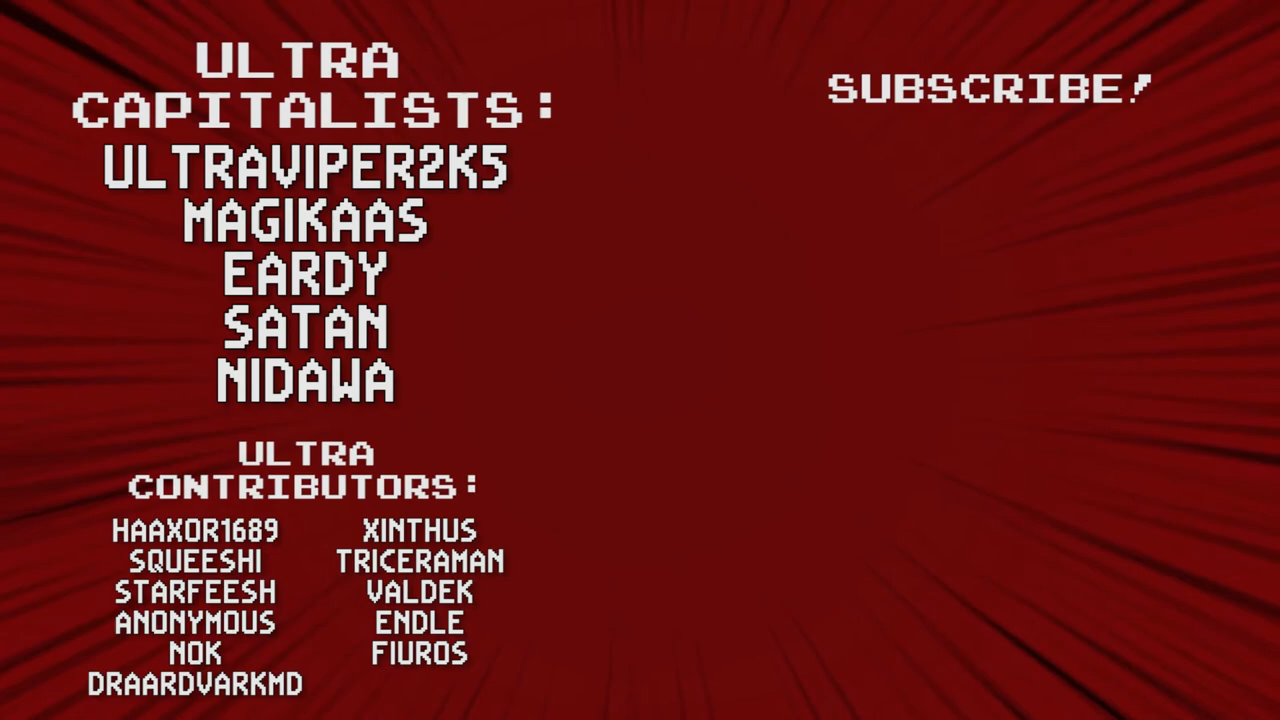 ULTRA
CAPITALISTS:
ULTRAVIPER2K5
MAGIKAAS
EARDY
SATAN
NIDAWA
ULTRA
CONTRIBUTORS:
HAAXOR1689
SQUEESHI
STARFEESH
ANONYMOUS
NOK
DRAARDVARKMD
XINTHUS
TRICERAMAN
VALDEK
ENDLE
FIUROS
SUBSCRIBE!